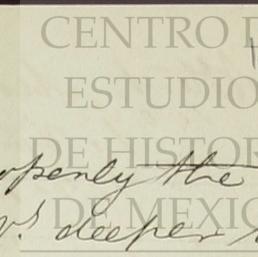 CENTRO D
ESTUDIO
DE HISTOR
openly the
DE MEXIC
deeper